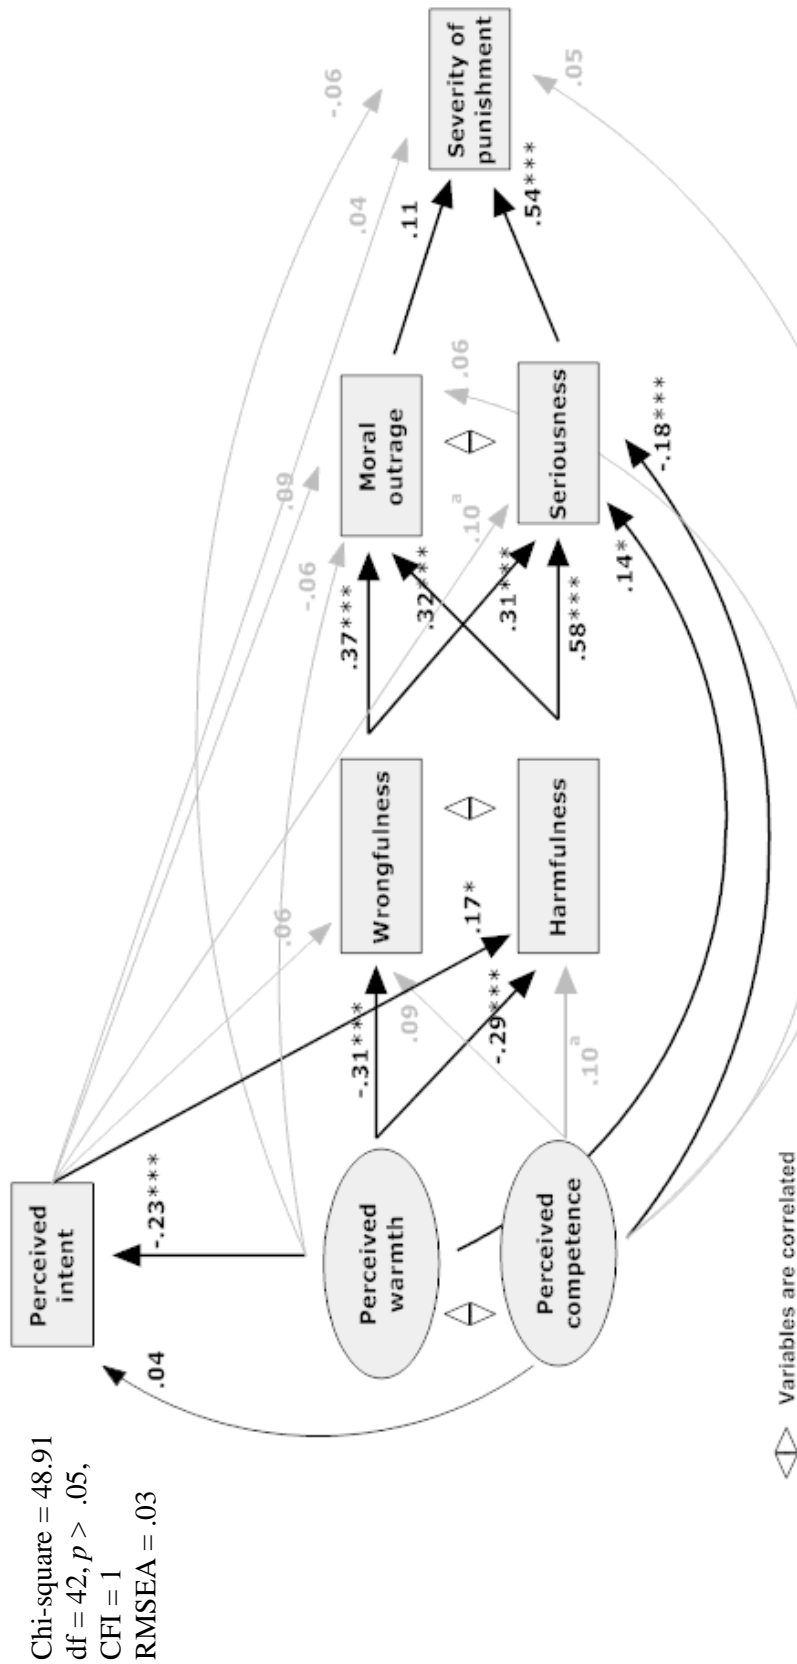 Chi-square = 48.91
df = 42, p > .05,
CFI = 1
RMSEA = .03
Perceived
intent
Perceived
warmth
Perceived
competence
Wrongfulness
Harmfulness
Moral
outrage
Seriousness
Severity of
punishment
.04
-.23***
-.31***
-.29***
.09
.10a
.17*
.06
-.06
.09
.04
-.06
.37***
.32***
.31***
.58***
.10a
.14*
-.18***
.06
.11
.54***
.05
Variables are correlated